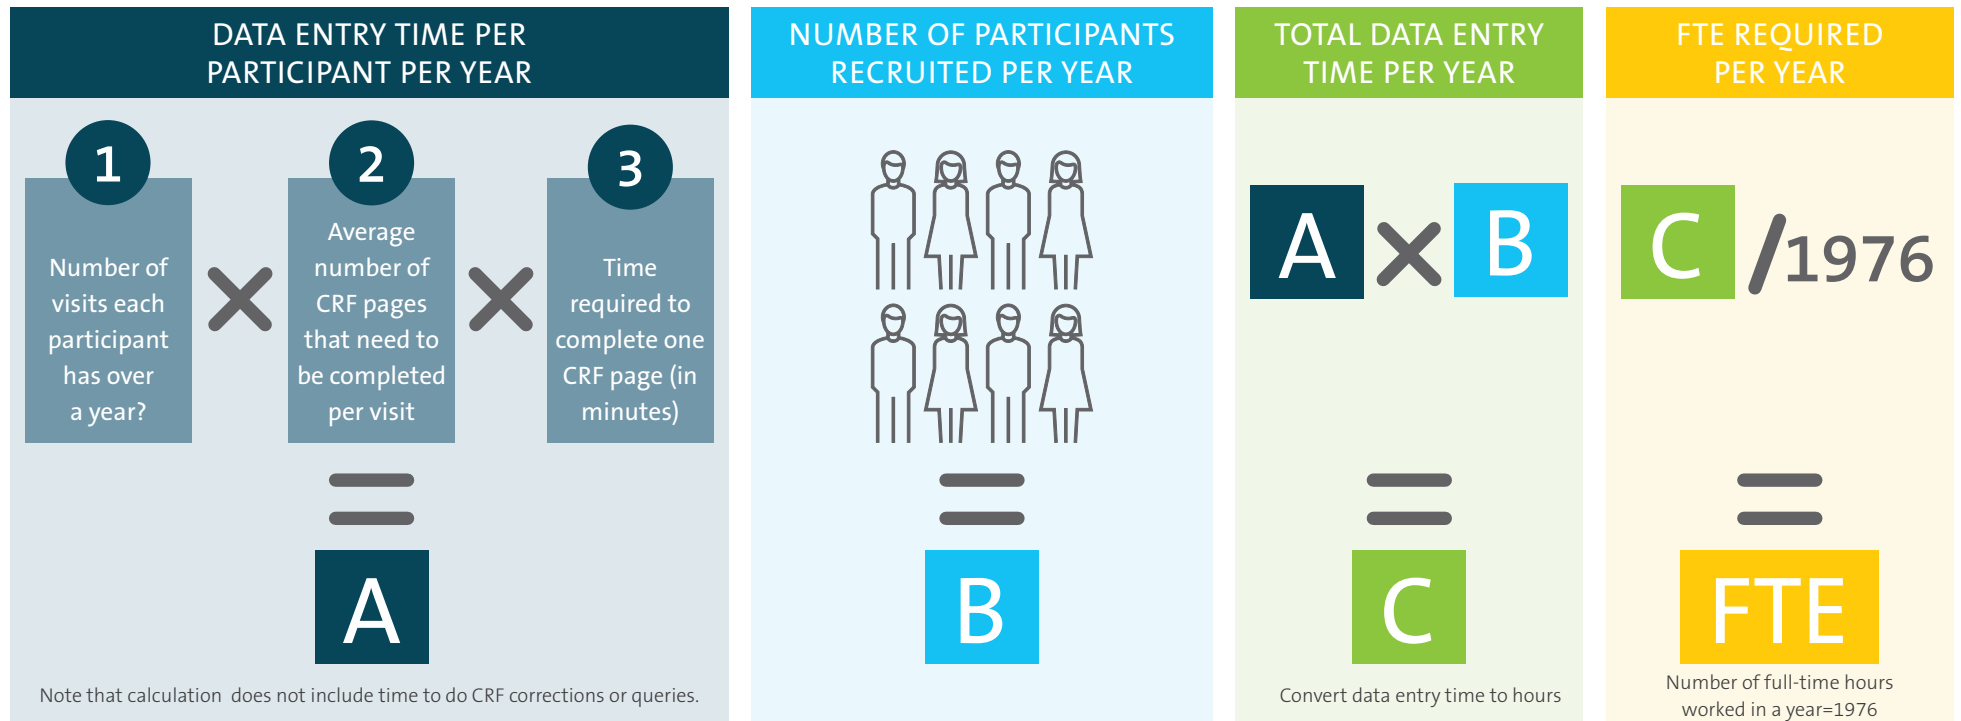 DATA ENTRY TIME PER
PARTICIPANT PER YEAR
1
Number of
visits each
participant
has over
a year?
2
Average
number of
CRF pages
that need to
be completed
per visit
3
Time
required to
complete one
CRF page (in
minutes)
A
Note that calculation does not include time to do CRF corrections or queries.
NUMBER OF PARTICIPANTS
RECRUITED PER YEAR
B
TOTAL DATA ENTRY
TIME PER YEAR
A × B
C
Convert data entry time to hours
FTE REQUIRED
PER YEAR
C /1976
FTE
Number of full-time hours
worked in a year=1976